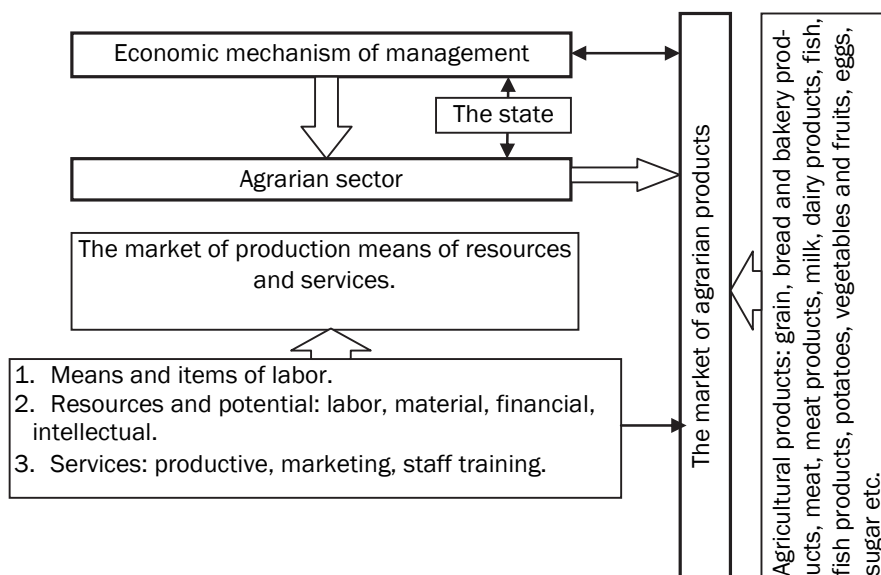 Economic mechanism of management
The state
Agrarian sector
The market of production means of resources
and services.
1. Means and items of labor.
2. Resources and potential: labor, material, financial,
intellectual.
3. Services: productive, marketing, staff training.
The market of agrarian products
Agricultural products: grain, bread and bakery prod-
ucts, meat, meat products, milk, dairy products, fish,
fish products, potatoes, vegetables and fruits, eggs,
sugar etc.